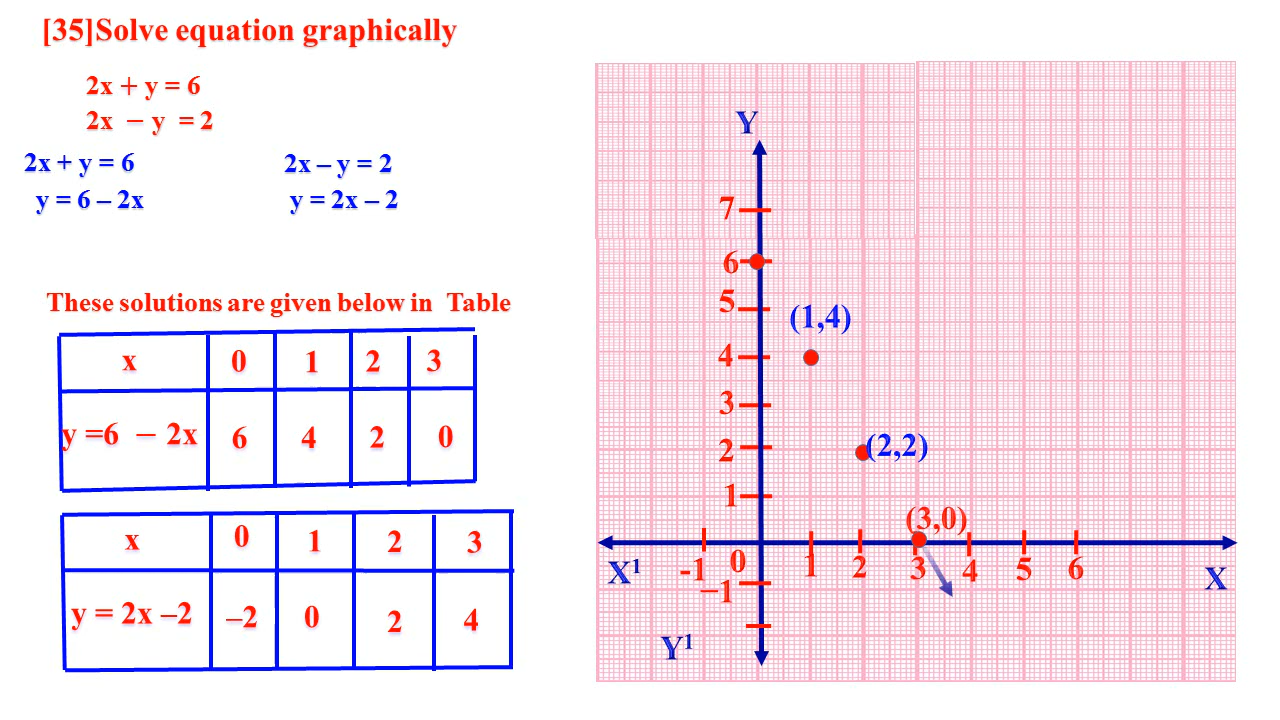 [35]Solve equation graphically
2x + y = 6
2x − y = 2
2x + y = 6
y = 6 – 2x
2x – y = 2
y = 2x – 2
These solutions are given below in Table
x 0 1 2 3
y =6 − 2x 6 4 2 0
x 0 1 2 3
y = 2x –2 –2 0 2 4
Y
7
6
5
(1,4)
4
3
2 (2,2)
1
(3,0)
X¹ -1 0 1 2 3 4 5 6 X
–1
Y¹